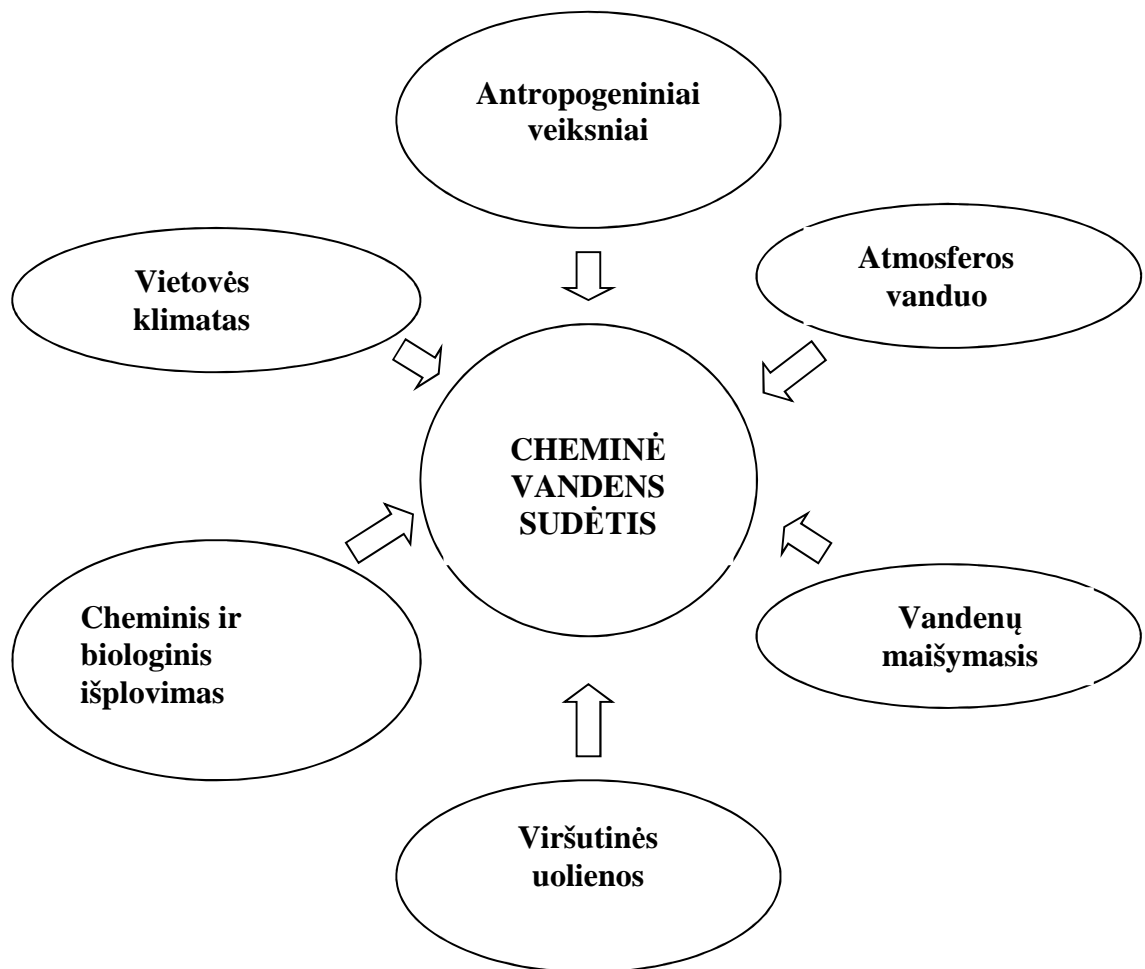 Antropogeniniai
veiksniai
Vietovės
klimatas
Atmosferos
vanduo
CHEMINĖ
VANDENS
SUDĖTIS
Cheminis ir
biologinis
išplovimas
Vandenų
maišymasis
Viršutinės
uolienos